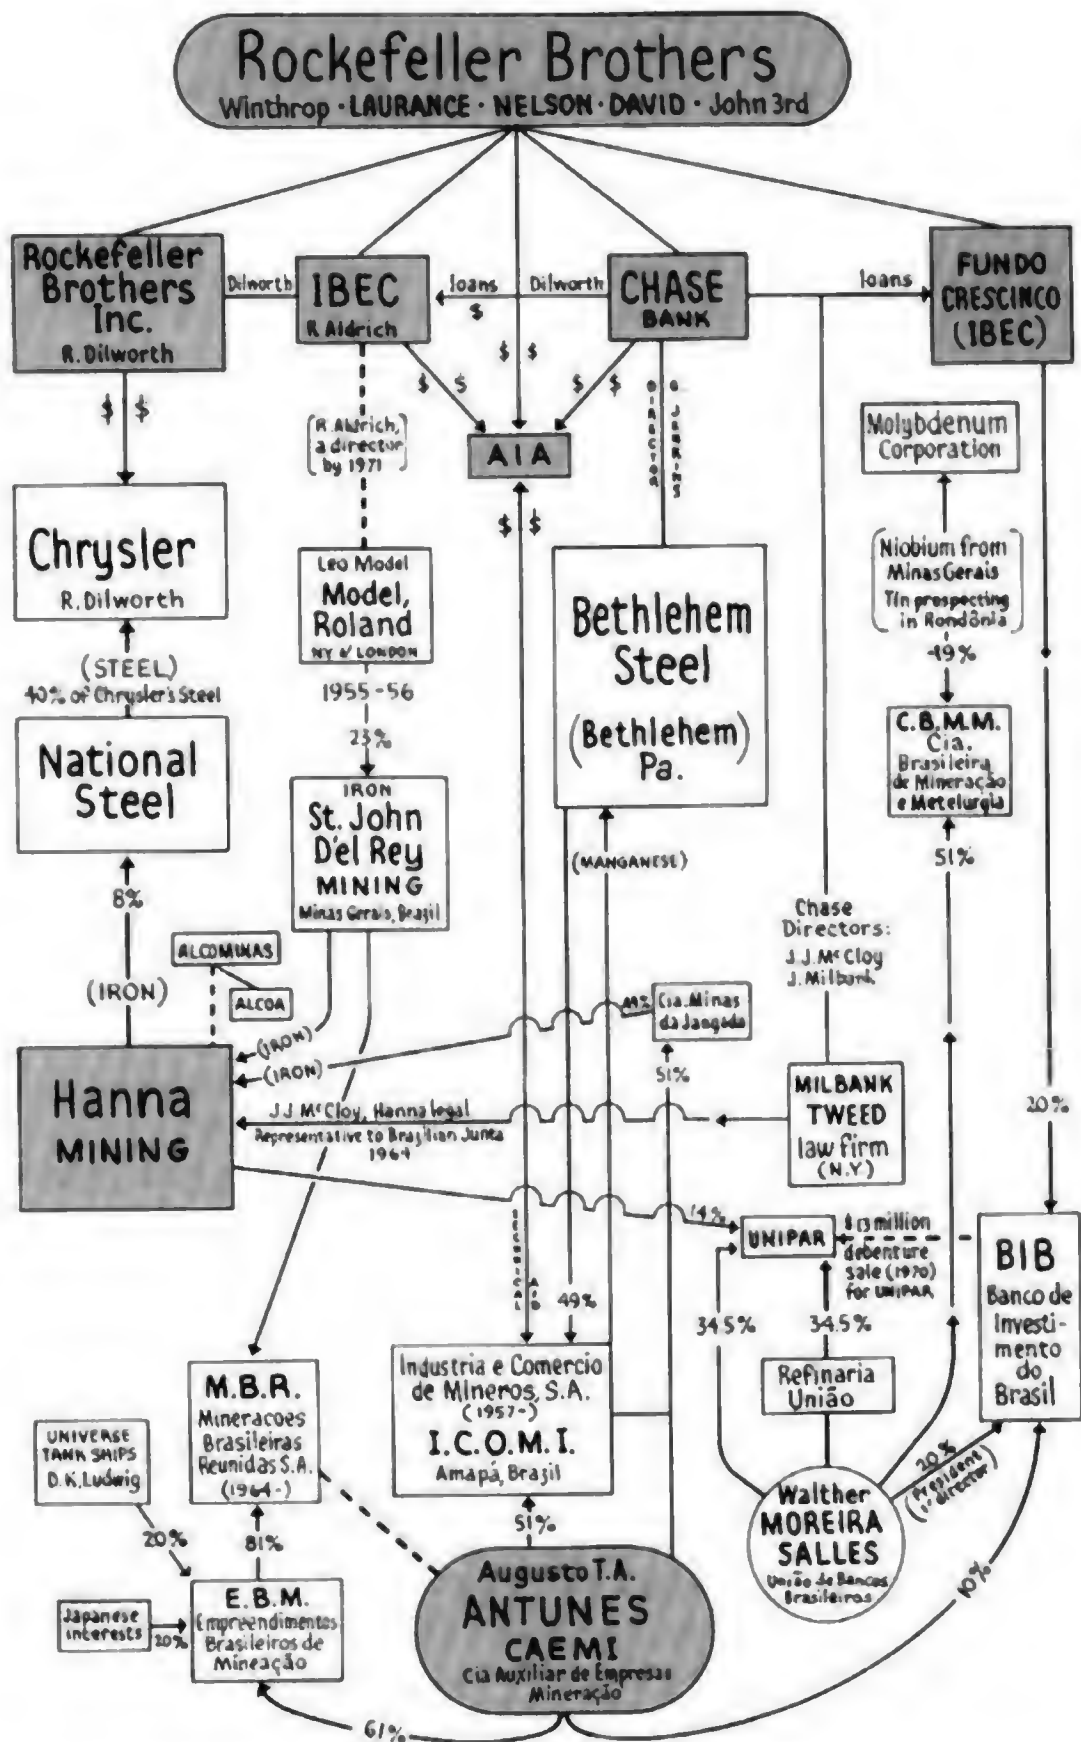 Rockefeller Brothers
Winthrop · LAURANCE · NELSON · DAVID · John 3rd
Rockefeller
Brothers
Inc.
R. Dilworth
Dilworth
IBEC
R Aldrich
loans
$
Dilworth
CHASE
BANK
loans
FUNDO
CRESCINCO
(IBEC)
$ $
$ $
$ $
$ $
(R. Aldrich,
a director
by 1971)
AIA
$ $
DIRECTOR
G. JENKINS
Molybdenum
Corporation
Chrysler
R. Dilworth
Leo Model
Model,
Roland
NY & LONDON
Bethlehem
Steel
(Bethlehem)
Pa.
(Niobium from
Minas Gerais
Tin prospecting
in Rondônia)
49%
(STEEL)
40% of Chrysler's Steel
1955-56
23%
National
Steel
IRON
St. John
D'el Rey
MINING
Minas Gerais, Brazil
C.B.M.M.
Cia.
Brasileira
de Mineração
e Metelurgia
51%
(MANGANESE)
8%
(IRON)
ALCOMINAS
ALCOA
Chase
Directors:
J.J. McCloy
J. Milbank
(IRON)
(IRON)
49%
Cia. Minas
da Jangada
51%
Hanna
MINING
J.J. McCloy, Hanna legal
Representative to Brazilian Junta
1964
MILBANK
TWEED
law firm
(N.Y.)
20%
14%
UNIPAR
$13 million
debenture
sale (1970)
for UNIPAR
BIB
Banco de
Investi-
mento
do
Brasil
TECHNICAL
AID
49%
34.5%
34.5%
Refinaria
União
M.B.R.
Mineracoes
Brasileiras
Reunidas S.A.
(1964-)
Industria e Comercio
de Mineros, S.A.
(1957-)
I.C.O.M.I.
Amapá, Brazil
UNIVERSE
TANK SHIPS
D.K. Ludwig
20%
81%
51%
Walther
MOREIRA
SALLES
União de Bancos
Brasileiros
20%
(President
1st director)
10%
Japanese
interests
20%
E.B.M.
Empreendimentos
Brasileiros de
Mineação
Augusto T.A.
ANTUNES
CAEMI
Cia Auxiliar de Empresas
Mineração
61%